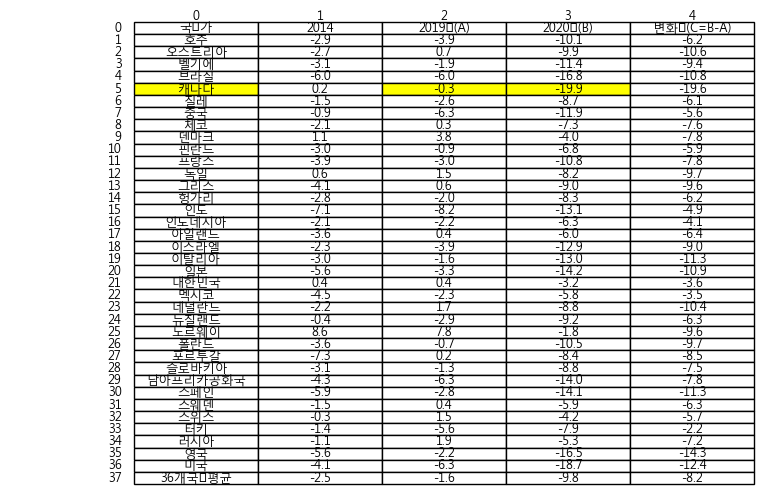 0 1 2 3 4
0 국 가 2014 2019 (A) 2020 (B) 변화 (C=B-A)
1 호주 -2.9 -3.9 -10.1 -6.2
2 오스트리아 -2.7 0.7 -9.9 -10.6
3 벨기에 -3.1 -1.9 -11.4 -9.4
4 브라질 -6.0 -6.0 -16.8 -10.8
5 캐나다 0.2 -0.3 -19.9 -19.6
6 칠레 -1.5 -2.6 -8.7 -6.1
7 중국 -0.9 -6.3 -11.9 -5.6
8 체코 -2.1 0.3 -7.3 -7.6
9 덴마크 1.1 3.8 -4.0 -7.8
10 핀란드 -3.0 -0.9 -6.8 -5.9
11 프랑스 -3.9 -3.0 -10.8 -7.8
12 독일 0.6 1.5 -8.2 -9.7
13 그리스 -4.1 0.6 -9.0 -9.6
14 헝가리 -2.8 -2.0 -8.3 -6.2
15 인도 -7.1 -8.2 -13.1 -4.9
16 인도네시아 -2.1 -2.2 -6.3 -4.1
17 아일랜드 -3.6 0.4 -6.0 -6.4
18 이스라엘 -2.3 -3.9 -12.9 -9.0
19 이탈리아 -3.0 -1.6 -13.0 -11.3
20 일본 -5.6 -3.3 -14.2 -10.9
21 대한민국 0.4 0.4 -3.2 -3.6
22 멕시코 -4.5 -2.3 -5.8 -3.5
23 네덜란드 -2.2 1.7 -8.8 -10.4
24 뉴질랜드 -0.4 -2.9 -9.2 -6.3
25 노르웨이 8.6 7.8 -1.8 -9.6
26 폴란드 -3.6 -0.7 -10.5 -9.7
27 포르투갈 -7.3 0.2 -8.4 -8.5
28 슬로바키아 -3.1 -1.3 -8.8 -7.5
29 남아프리카공화국 -4.3 -6.3 -14.0 -7.8
30 스페인 -5.9 -2.8 -14.1 -11.3
31 스웨덴 -1.5 0.4 -5.9 -6.3
32 스위스 -0.3 1.5 -4.2 -5.7
33 터키 -1.4 -5.6 -7.9 -2.2
34 러시아 -1.1 1.9 -5.3 -7.2
35 영국 -5.6 -2.2 -16.5 -14.3
36 미국 -4.1 -6.3 -18.7 -12.4
37 36개국 평균 -2.5 -1.6 -9.8 -8.2